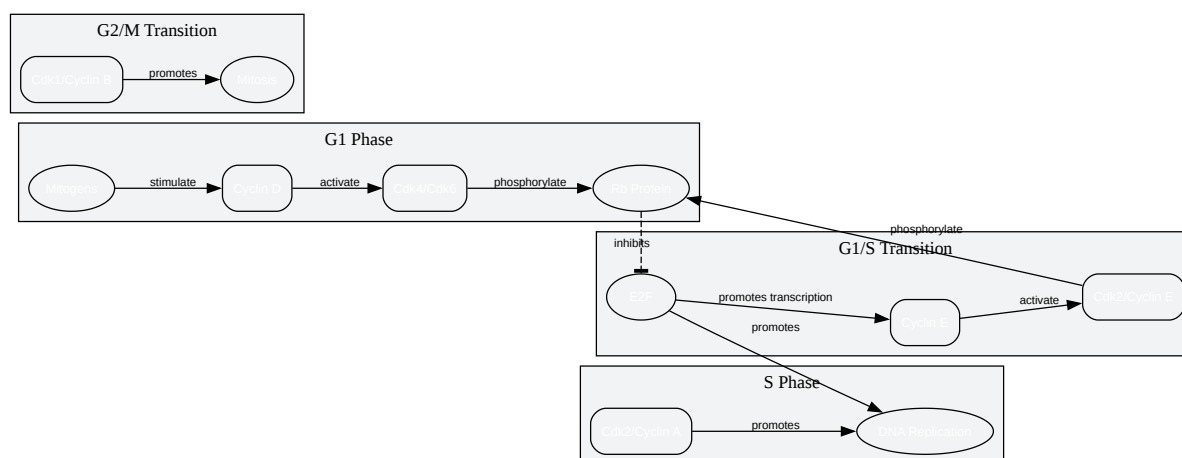 G2/M Transition
Cdk1/Cyclin B
promotes
Mitosis
G1 Phase
Mitogens
stimulate
Cyclin D
activate
Cdk4/Cdk6
phosphorylate
Rb Protein
inhibits
phosphorylate
G1/S Transition
E2F
promotes transcription
Cyclin E
activate
Cdk2/Cyclin E
promotes
S Phase
Cdk2/Cyclin A
promotes
DNA Replication